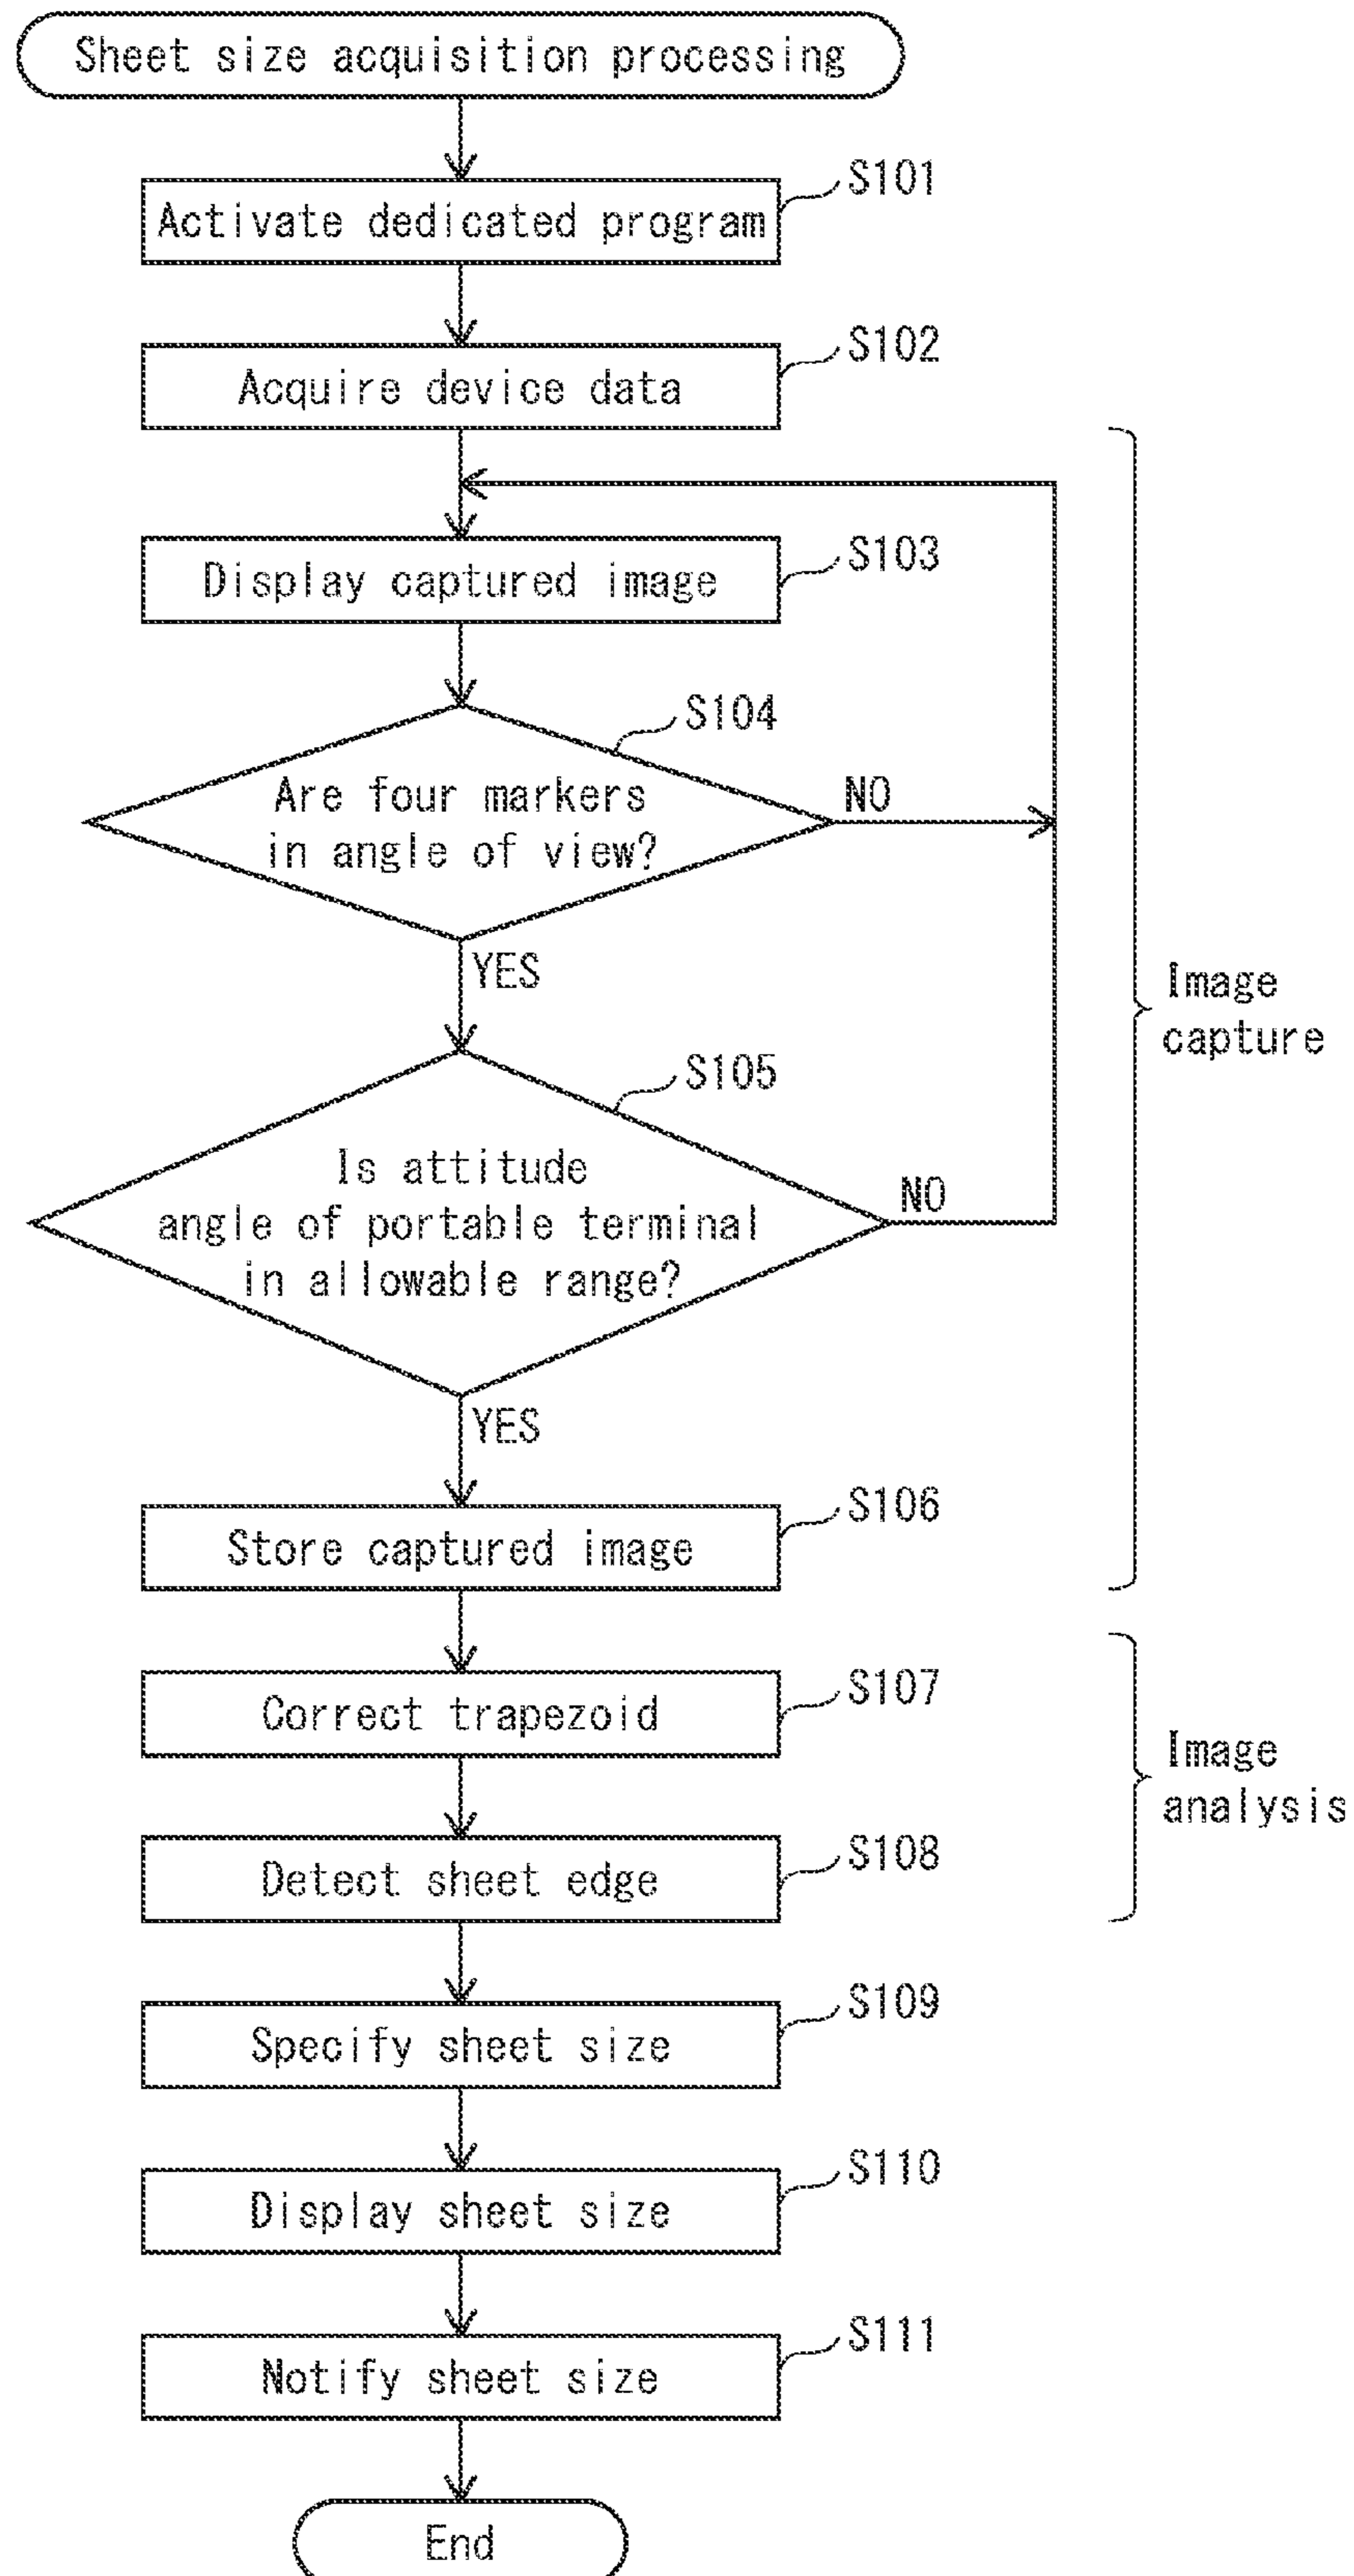 Sheet size acquisition processing
S101
Activate dedicated program
S102
Acquire device data
S103
Display captured image
S104
Are four markers
in angle of view?
NO
YES
Image
capture
S105
Is attitude
angle of portable terminal
in allowable range?
NO
YES
S106
Store captured image
S107
Correct trapezoid
Image
analysis
S108
Detect sheet edge
S109
Specify sheet size
S110
Display sheet size
S111
Notify sheet size
End